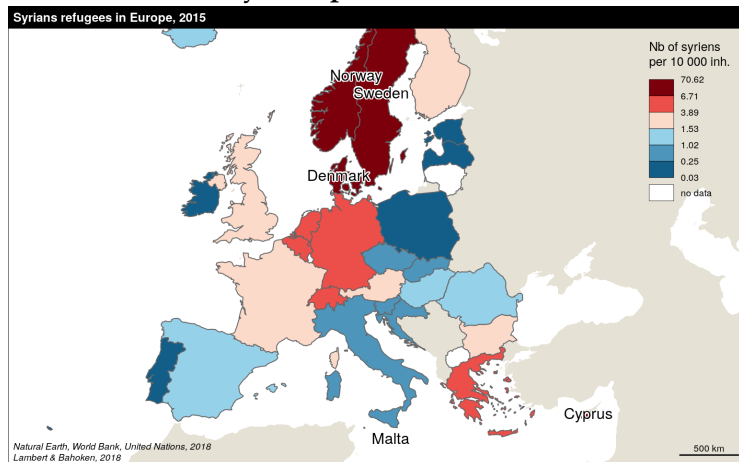 Syrians refugees in Europe, 2015
Nb of syriens
per 10 000 inh.
70.62
6.71
3.89
1.53
1.02
0.25
0.03
no data
Norway
Sweden
Denmark
Cyprus
Malta
Natural Earth, World Bank, United Nations, 2018
Lambert & Bahoken, 2018
500 km